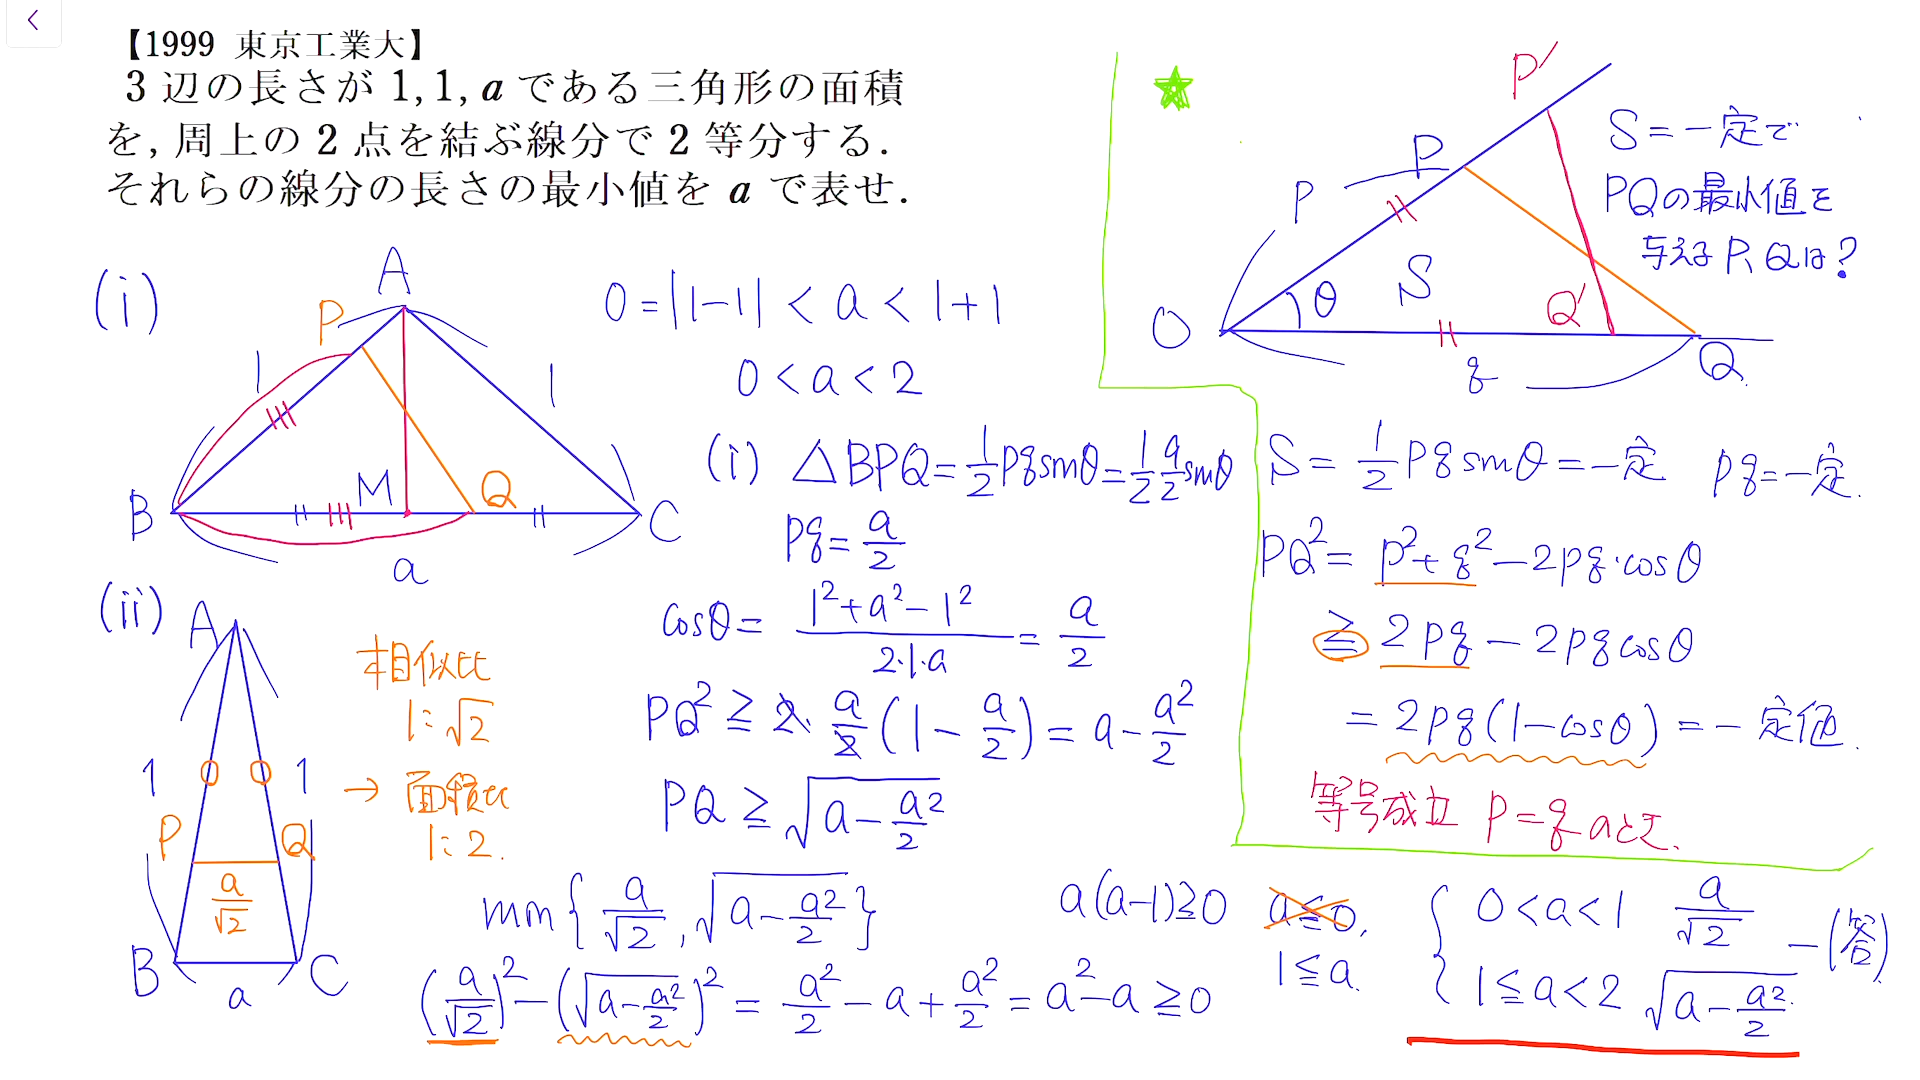 【1999 東京工業大】
3辺の長さが1,1,aである三角形の面積
を,周上の2点を結ぶ線分で2等分する.
それらの線分の長さの最小値をaで表せ.
(i)
A
P
1
1
B
M
Q
C
a
0=|1-1|<a<1+1
0<a<2
(i) △BPQ=1/2 pq sinθ=1/2 a/2 sinθ
pq=a/2
cosθ=(1²+a²-1²)/(2・1・a)=a/2
PQ²≧2・a/2(1-a/2)=a-a²/2
PQ≧√(a-a²/2)
(ii)
A
1
1
P
Q
a/√2
B
C
a
相似比
1:√2
→面積比
1:2.
min{a/√2,√(a-a²/2)}
(a/√2)²-(√(a-a²/2))²=a²/2-a+a²/2=a²-a≧0
a(a-1)≧0
a≦0,
1≦a.
★
P'
P
p
S
θ
O
Q'
Q
q
S=一定で
PQの最小値を
与えるP,Qは?
S=1/2 pq sinθ=一定 pq=一定.
PQ²=p²+q²-2pq・cosθ
≧2pq-2pq cosθ
=2pq(1-cosθ)=一定値.
等号成立 p=qのとき.
{0<a<1 a/√2
1≦a<2 √(a-a²/2)
-(答)